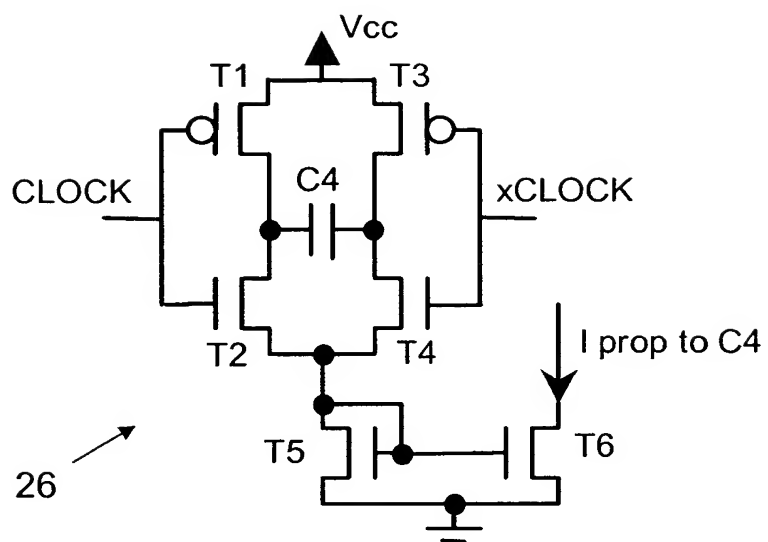 Vcc
T1
T3
C4
CLOCK
xCLOCK
T2
T4
I prop to C4
T5
T6
26